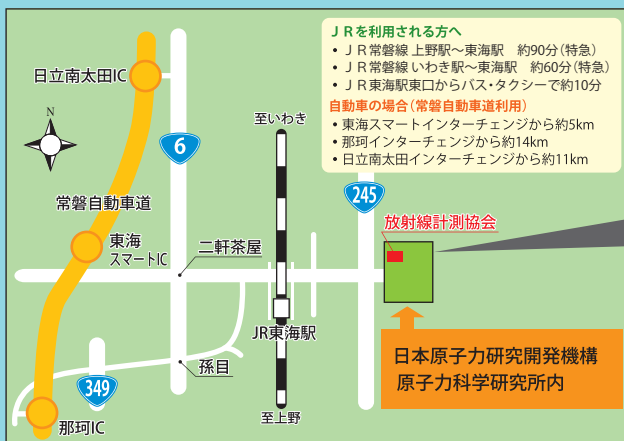 JRを利用される方へ
• JR常磐線 上野駅～東海駅 約90分(特急)
• JR常磐線 いわき駅～東海駅 約60分(特急)
• JR東海駅東口からバス・タクシーで約10分
自動車の場合(常磐自動車道利用)
• 東海スマートインターチェンジから約5km
• 那珂インターチェンジから約14km
• 日立南太田インターチェンジから約11km
日立南太田IC
N
至いわき
6
245
常磐自動車道
放射線計測協会
東海
スマートIC
二軒茶屋
JR東海駅
日本原子力研究開発機構
原子力科学研究所内
孫目
349
那珂IC
至上野